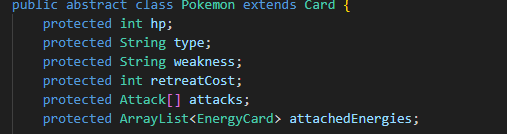 public abstract class Pokemon extends Card {
protected int hp;
protected String type;
protected String weakness;
protected int retreatCost;
protected Attack[] attacks;
protected ArrayList<EnergyCard> attachedEnergies;